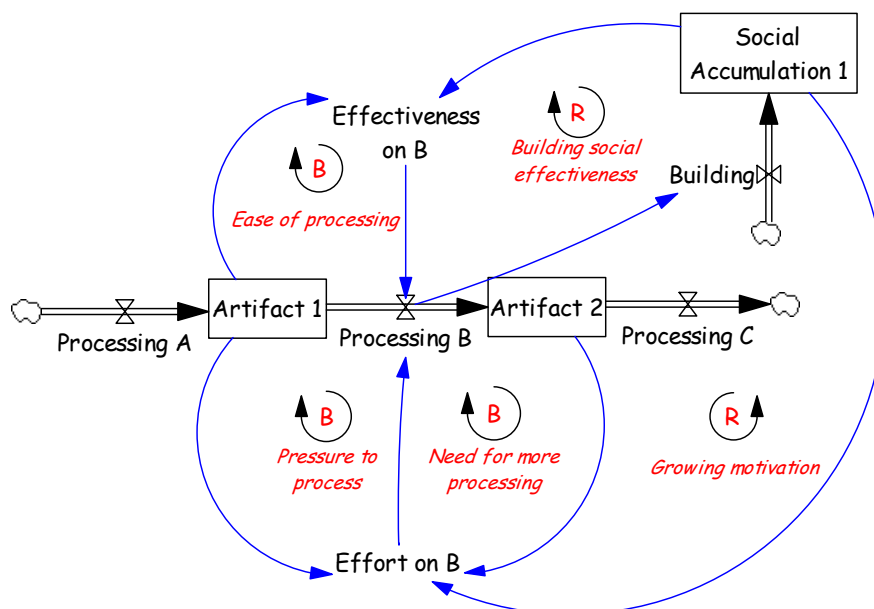 Social
Accumulation 1
Effectiveness
on B
R
Building social
effectiveness
B
Building
Ease of processing
Artifact 1
Artifact 2
Processing A
Processing B
Processing C
B
B
R
Pressure to
process
Need for more
processing
Growing motivation
Effort on B